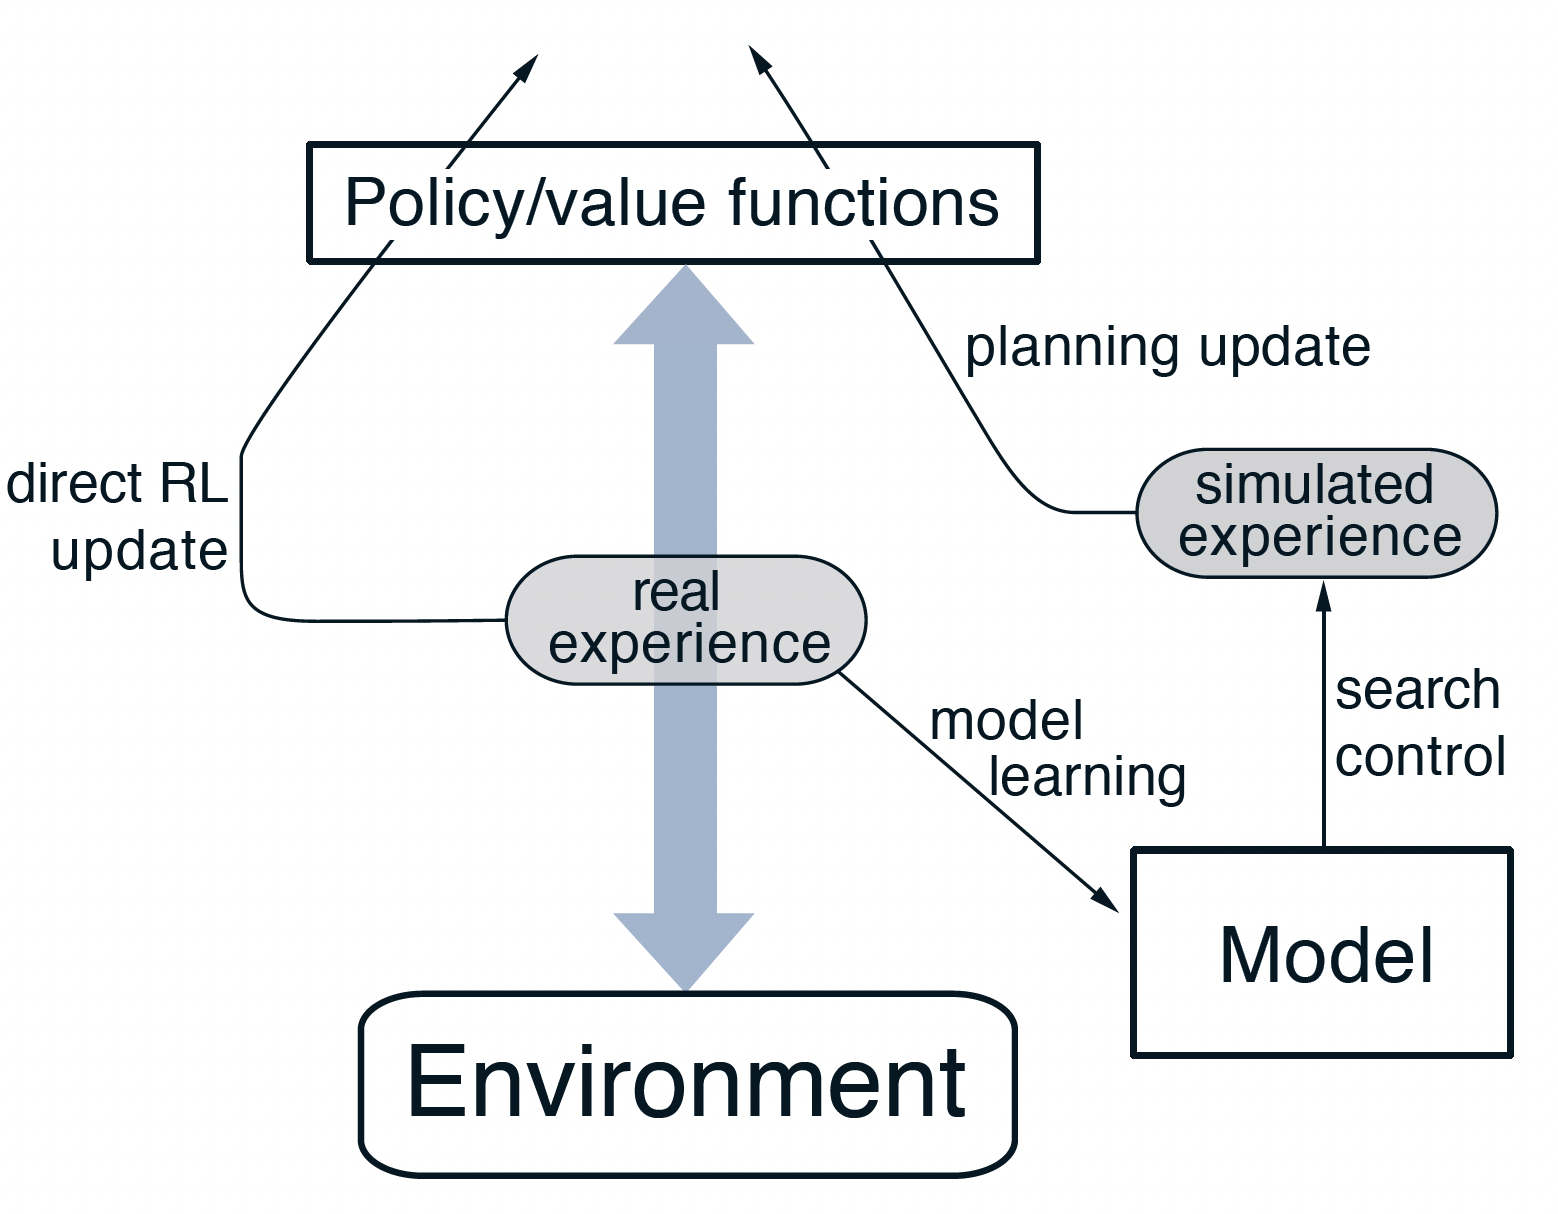 Policy/value functions
planning update
direct RL
update
simulated
experience
real
experience
model
learning
search
control
Model
Environment